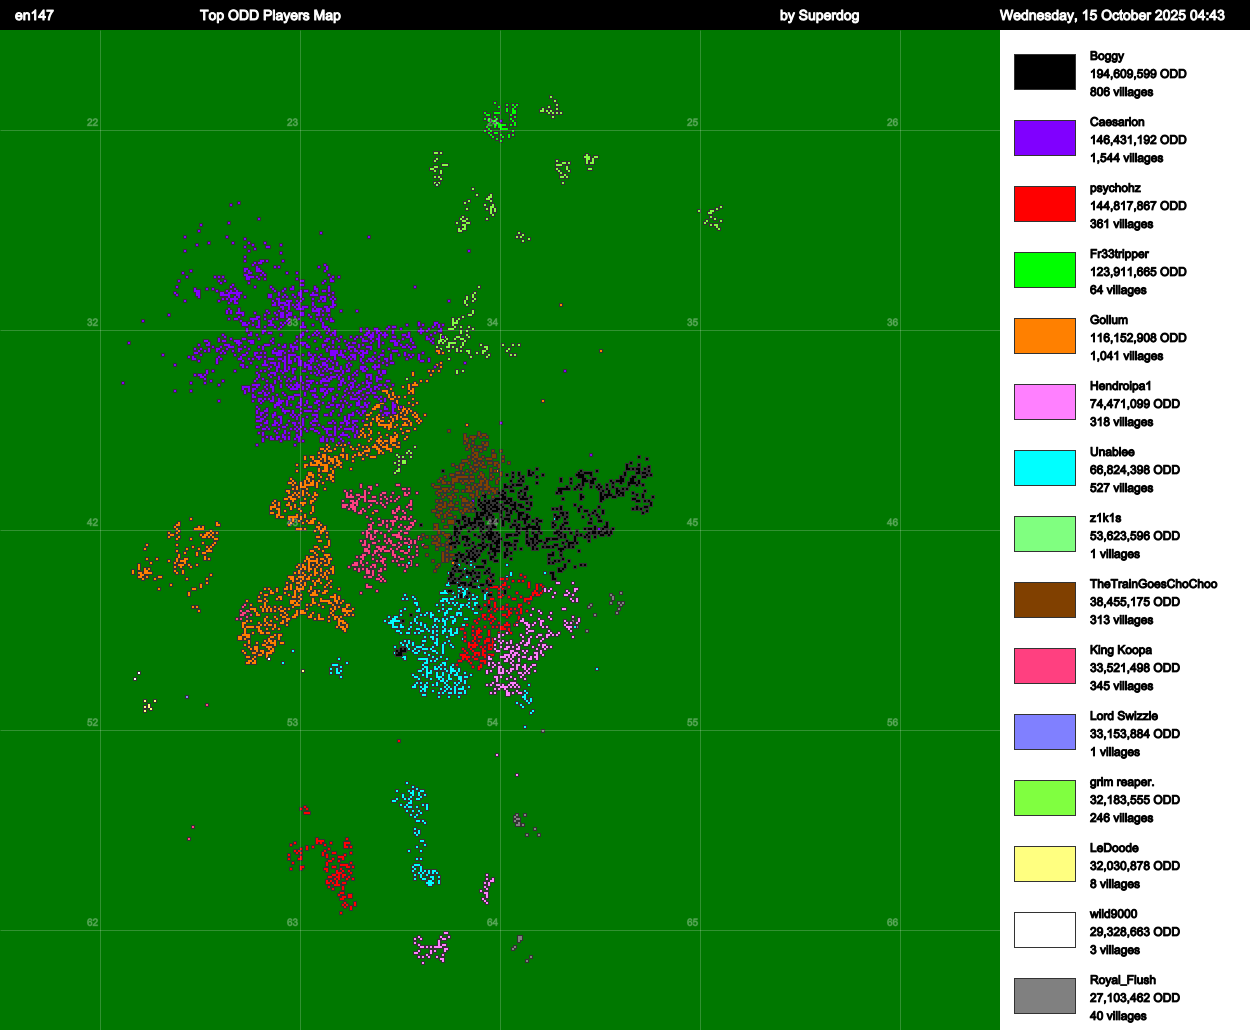 en147 Top ODD Players Map by Superdog Wednesday, 15 October 2025 04:43
Boggy
194,609,599 ODD
806 villages
Caesarion
146,431,192 ODD
1,544 villages
psychohz
144,817,867 ODD
361 villages
Fr33tripper
123,911,665 ODD
64 villages
Gollum
116,152,908 ODD
1,041 villages
Hendroipa1
74,471,099 ODD
318 villages
Unablee
66,824,398 ODD
527 villages
z1k1s
53,623,596 ODD
1 villages
TheTrainGoesChoChoo
38,455,175 ODD
313 villages
King Koopa
33,521,498 ODD
345 villages
Lord Swizzle
33,153,884 ODD
1 villages
grim reaper.
32,183,555 ODD
246 villages
LeDoode
32,030,878 ODD
8 villages
wild9000
29,328,663 ODD
3 villages
Royal_Flush
27,103,462 ODD
40 villages
22 23 25 26
32 33 34 35 36
42 44 45 46
52 53 54 55 56
62 63 64 65 66